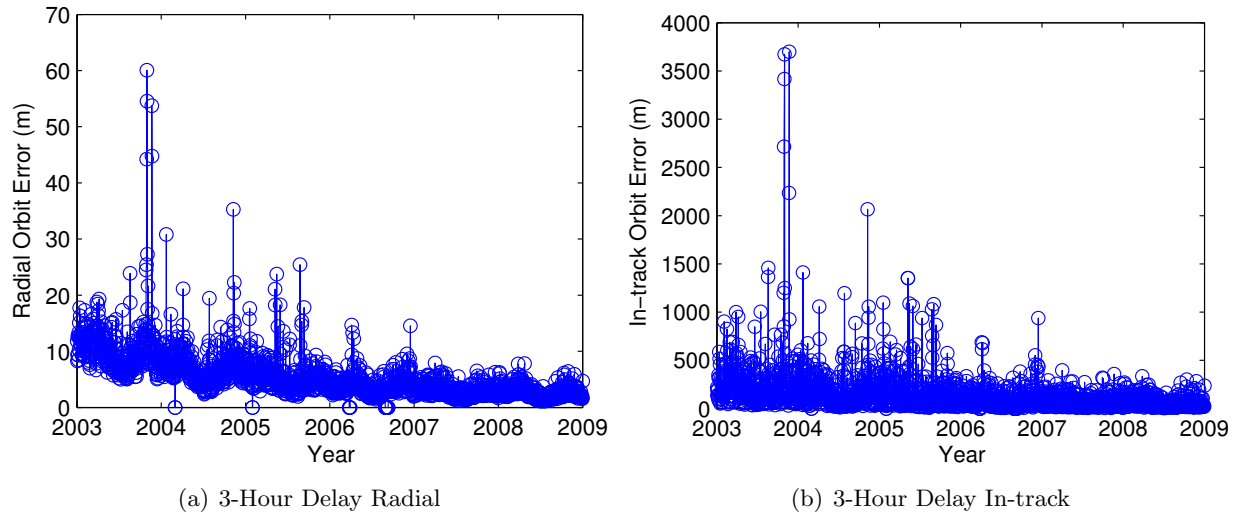 70
60
50
40
30
20
10
0
Radial Orbit Error (m)
2003 2004 2005 2006 2007 2008 2009
Year
(a) 3-Hour Delay Radial
4000
3500
3000
2500
2000
1500
1000
500
0
In−track Orbit Error (m)
2003 2004 2005 2006 2007 2008 2009
Year
(b) 3-Hour Delay In-track